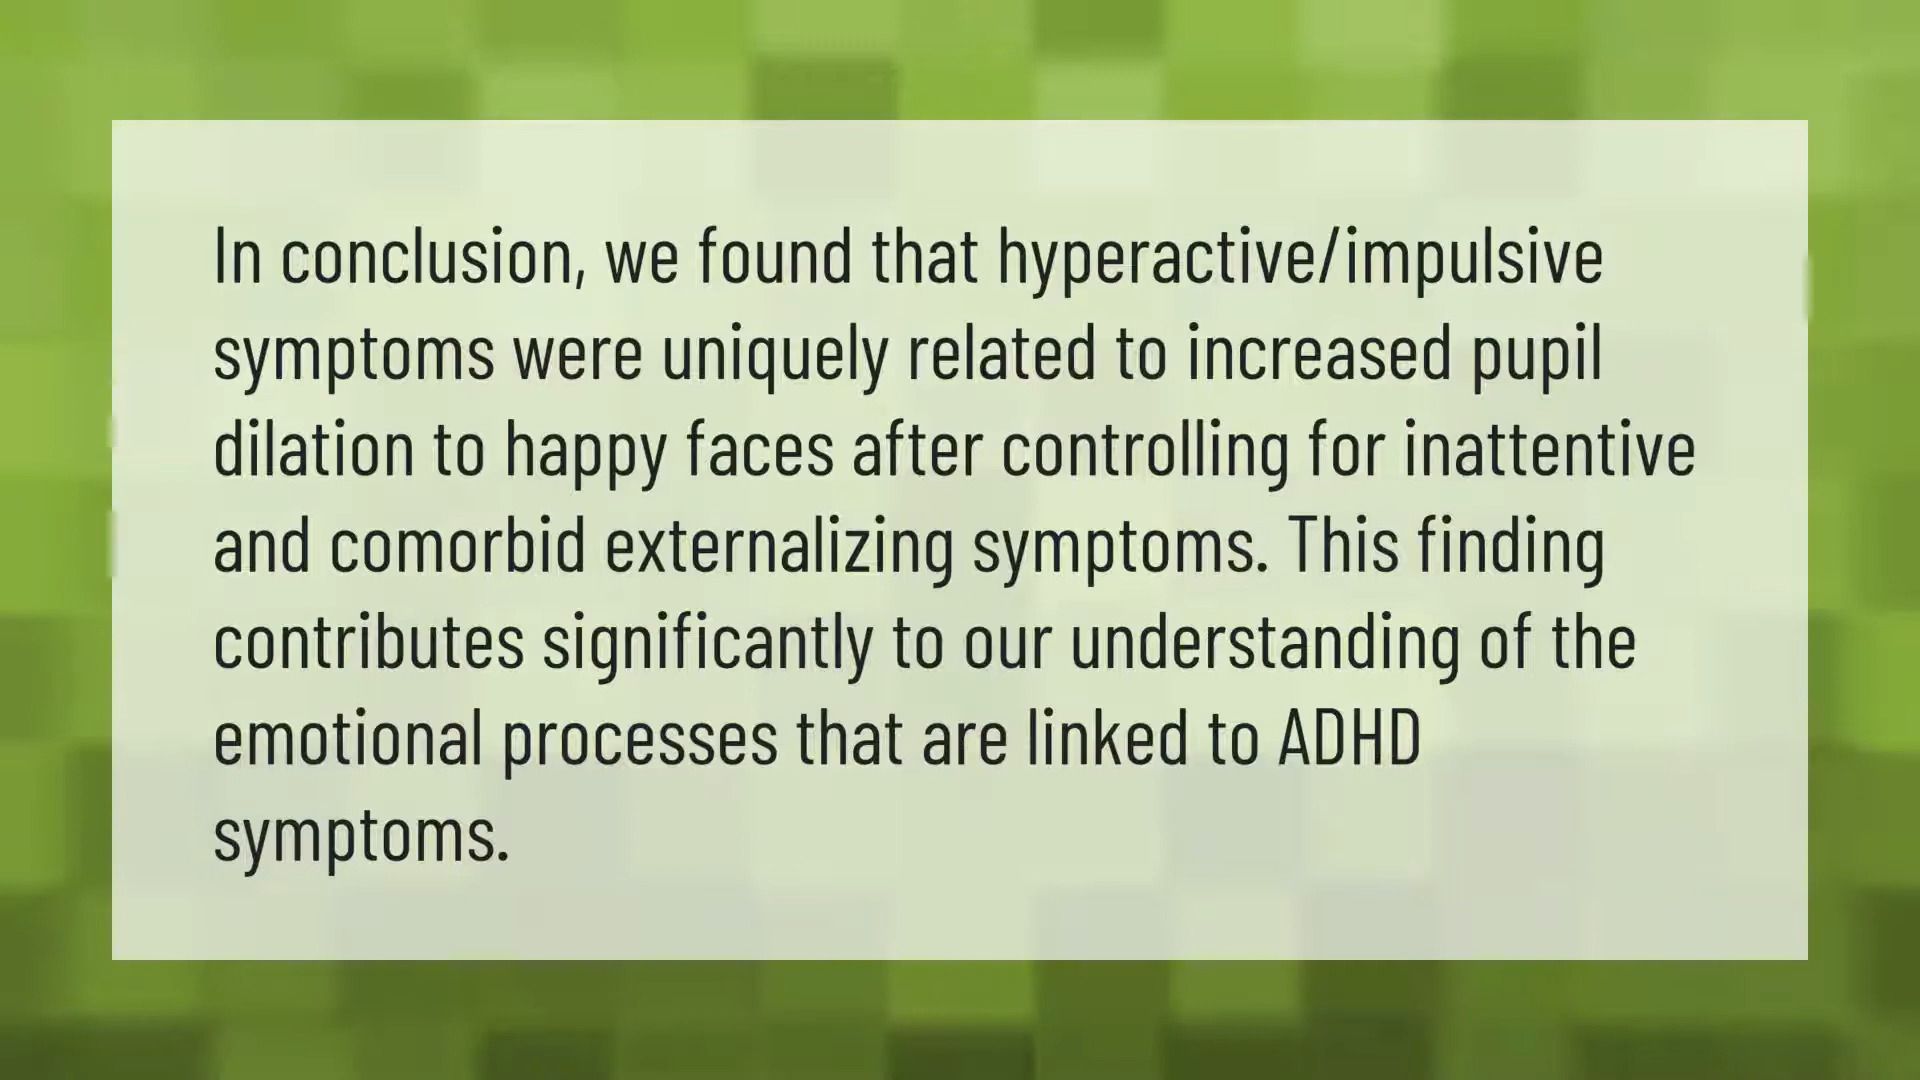 In conclusion, we found that hyperactive/impulsive
symptoms were uniquely related to increased pupil
dilation to happy faces after controlling for inattentive
and comorbid externalizing symptoms. This finding
contributes significantly to our understanding of the
emotional processes that are linked to ADHD
symptoms.